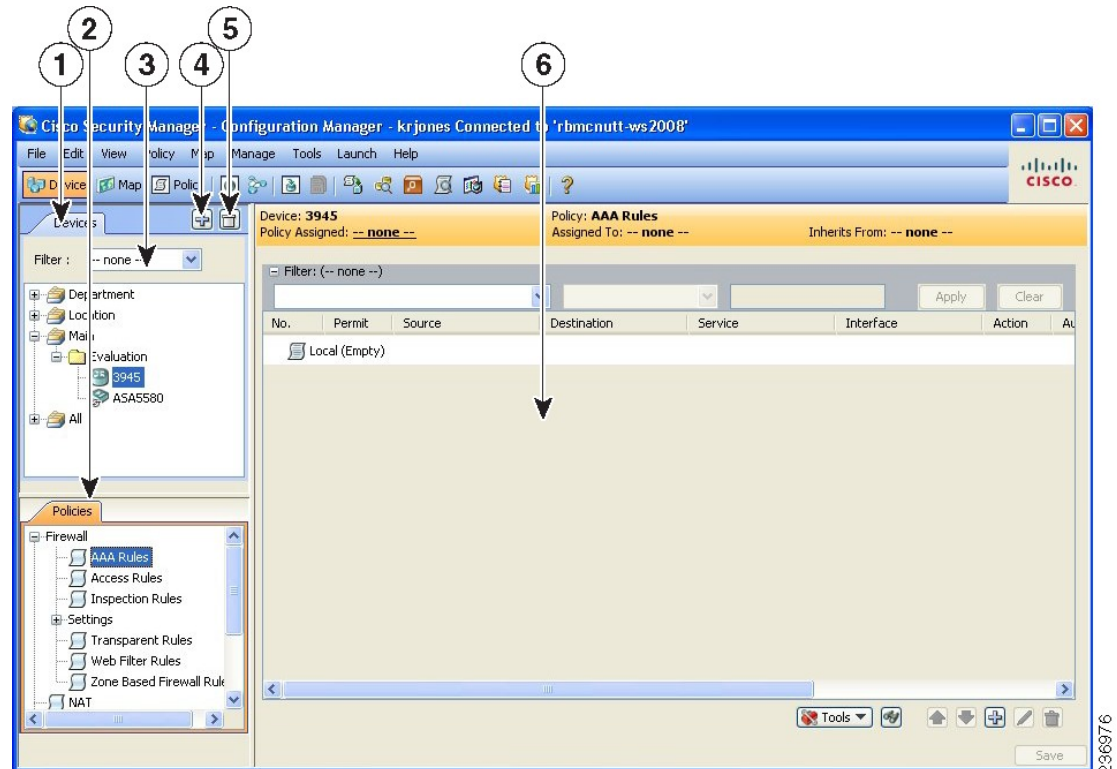 2
5
1
3
4
6
Cisco Security Manager - Configuration Manager - krjones Connected to 'rbmcnutt-ws2008'
File Edit View Policy Map Manage Tools Launch Help
Device Map Polic
CISCO
Devices
Device: 3945
Policy: AAA Rules
Policy Assigned: -- none --
Assigned To: -- none --
Inherits From: -- none --
Filter : -- none --
Filter: (-- none --)
Apply Clear
Department
Location
Main
Evaluation
3945
ASA5580
All
No. Permit Source Destination Service Interface Action Au
Local (Empty)
Policies
Firewall
AAA Rules
Access Rules
Inspection Rules
Settings
Transparent Rules
Web Filter Rules
Zone Based Firewall Rule
NAT
Tools
Save
236976